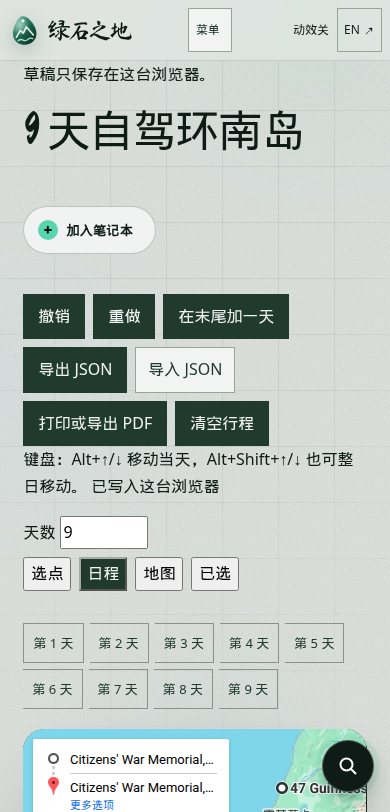 绿石之地
菜单
动效关
EN ↗
草稿只保存在这台浏览器。
9 天自驾环南岛
+ 加入笔记本
撤销
重做
在末尾加一天
导出 JSON
导入 JSON
打印或导出 PDF
清空行程
键盘：Alt+↑/↓ 移动当天，Alt+Shift+↑/↓ 也可整
日移动。 已写入这台浏览器
天数 9
选点
日程
地图
已选
第 1 天
第 2 天
第 3 天
第 4 天
第 5 天
第 6 天
第 7 天
第 8 天
第 9 天
Citizens' War Memorial,...
Citizens' War Memorial,...
更多选项
47 Guin